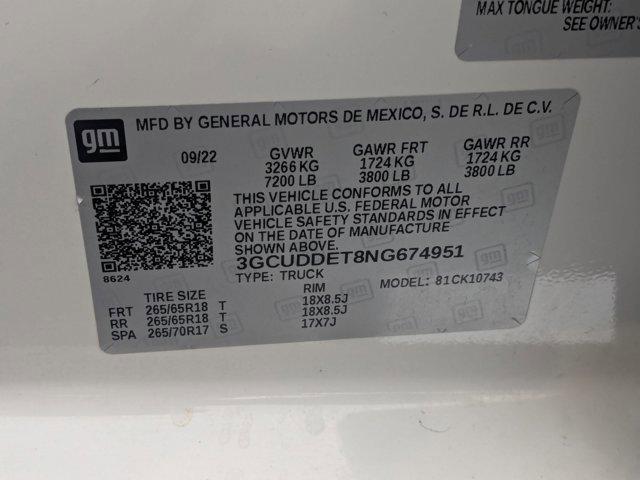 MAX TONGUE WEIGHT:
SEE OWNER'S
gm
MFD BY GENERAL MOTORS DE MEXICO, S. DE R.L. DE C.V.
09/22 GVWR GAWR FRT GAWR RR
3266 KG 1724 KG 1724 KG
7200 LB 3800 LB 3800 LB
THIS VEHICLE CONFORMS TO ALL
APPLICABLE U.S. FEDERAL MOTOR
VEHICLE SAFETY STANDARDS IN EFFECT
ON THE DATE OF MANUFACTURE
SHOWN ABOVE.
3GCUDDET8NG674951
8624
TYPE: TRUCK MODEL: 81CK10743
TIRE SIZE RIM
FRT 265/65R18 T 18X8.5J
RR 265/65R18 T 18X8.5J
SPA 265/70R17 S 17X7J